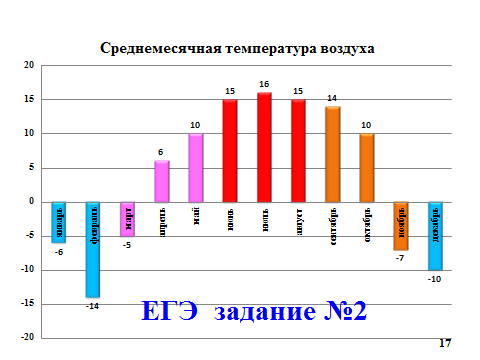 Среднемесячная температура воздуха
20
15
10
5
0
-5
-10
-15
-20
-6
-14
-5
6
10
15
16
15
14
10
-7
-10
январь
февраль
март
апрель
май
июнь
июль
август
сентябрь
октябрь
ноябрь
декабрь
ЕГЭ задание №2
17